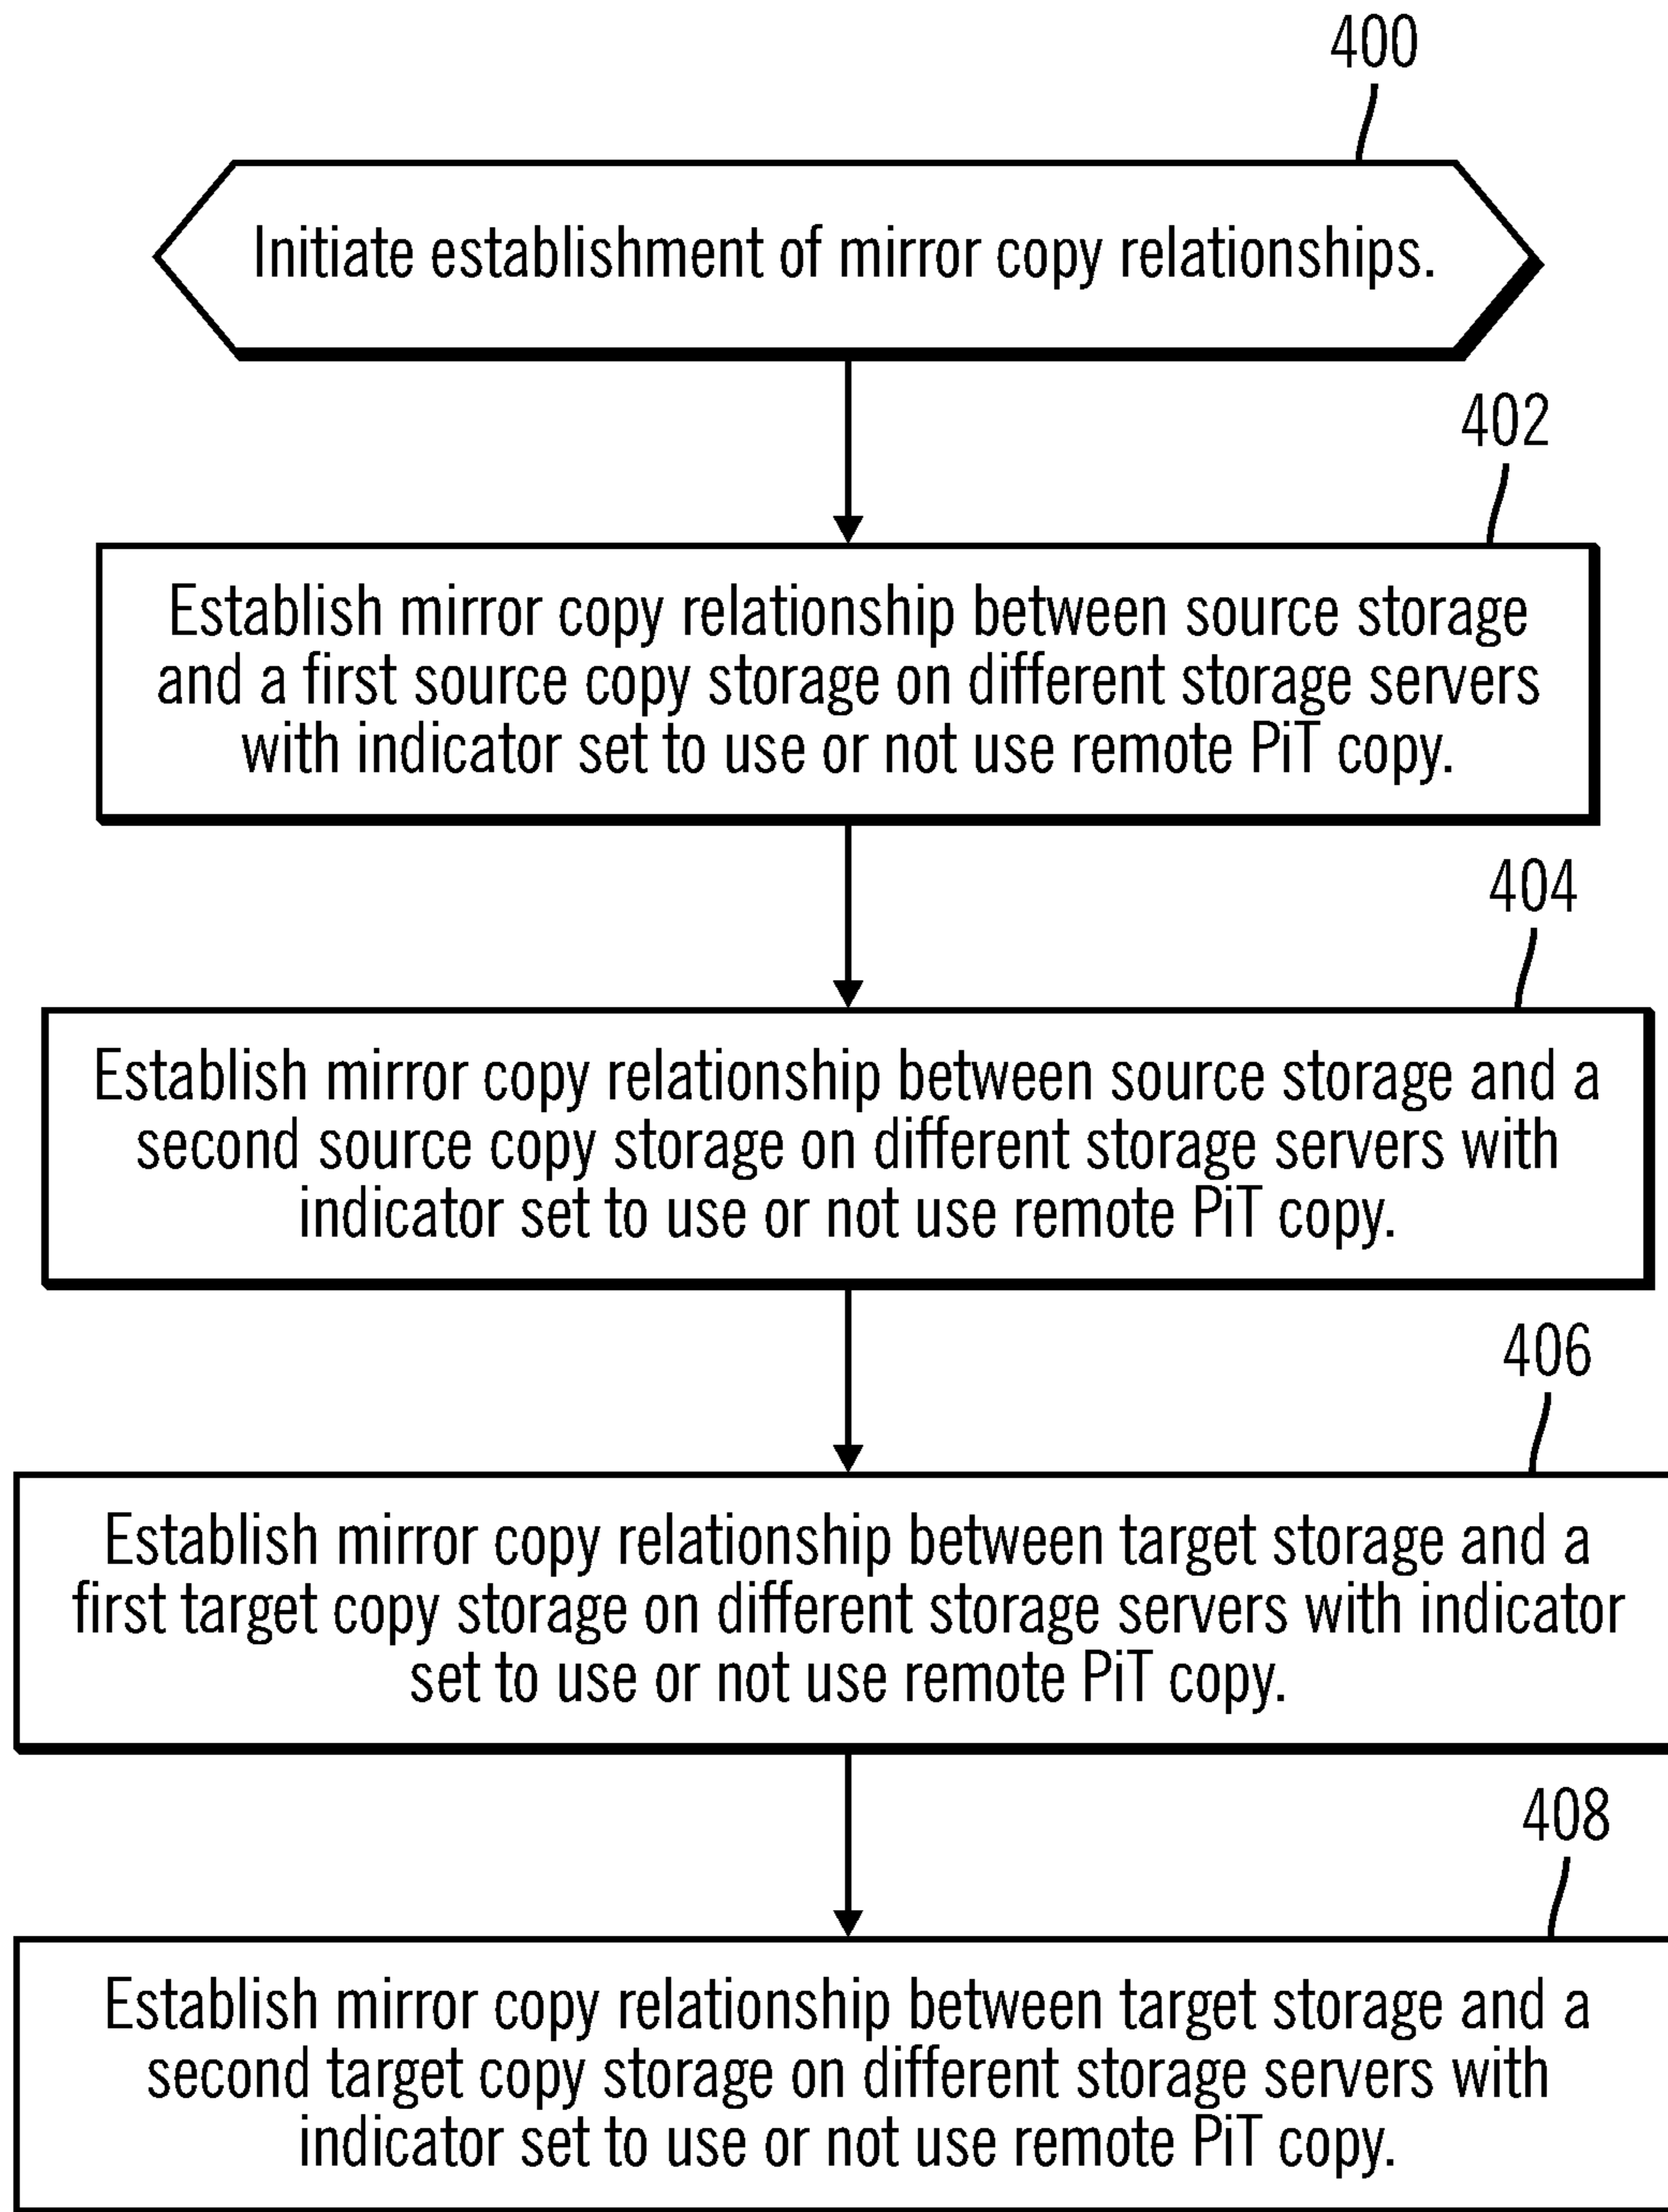 400
Initiate establishment of mirror copy relationships.
402
Establish mirror copy relationship between source storage
and a first source copy storage on different storage servers
with indicator set to use or not use remote PiT copy.
404
Establish mirror copy relationship between source storage and a
second source copy storage on different storage servers with
indicator set to use or not use remote PiT copy.
406
Establish mirror copy relationship between target storage and a
first target copy storage on different storage servers with indicator
set to use or not use remote PiT copy.
408
Establish mirror copy relationship between target storage and a
second target copy storage on different storage servers with
indicator set to use or not use remote PiT copy.